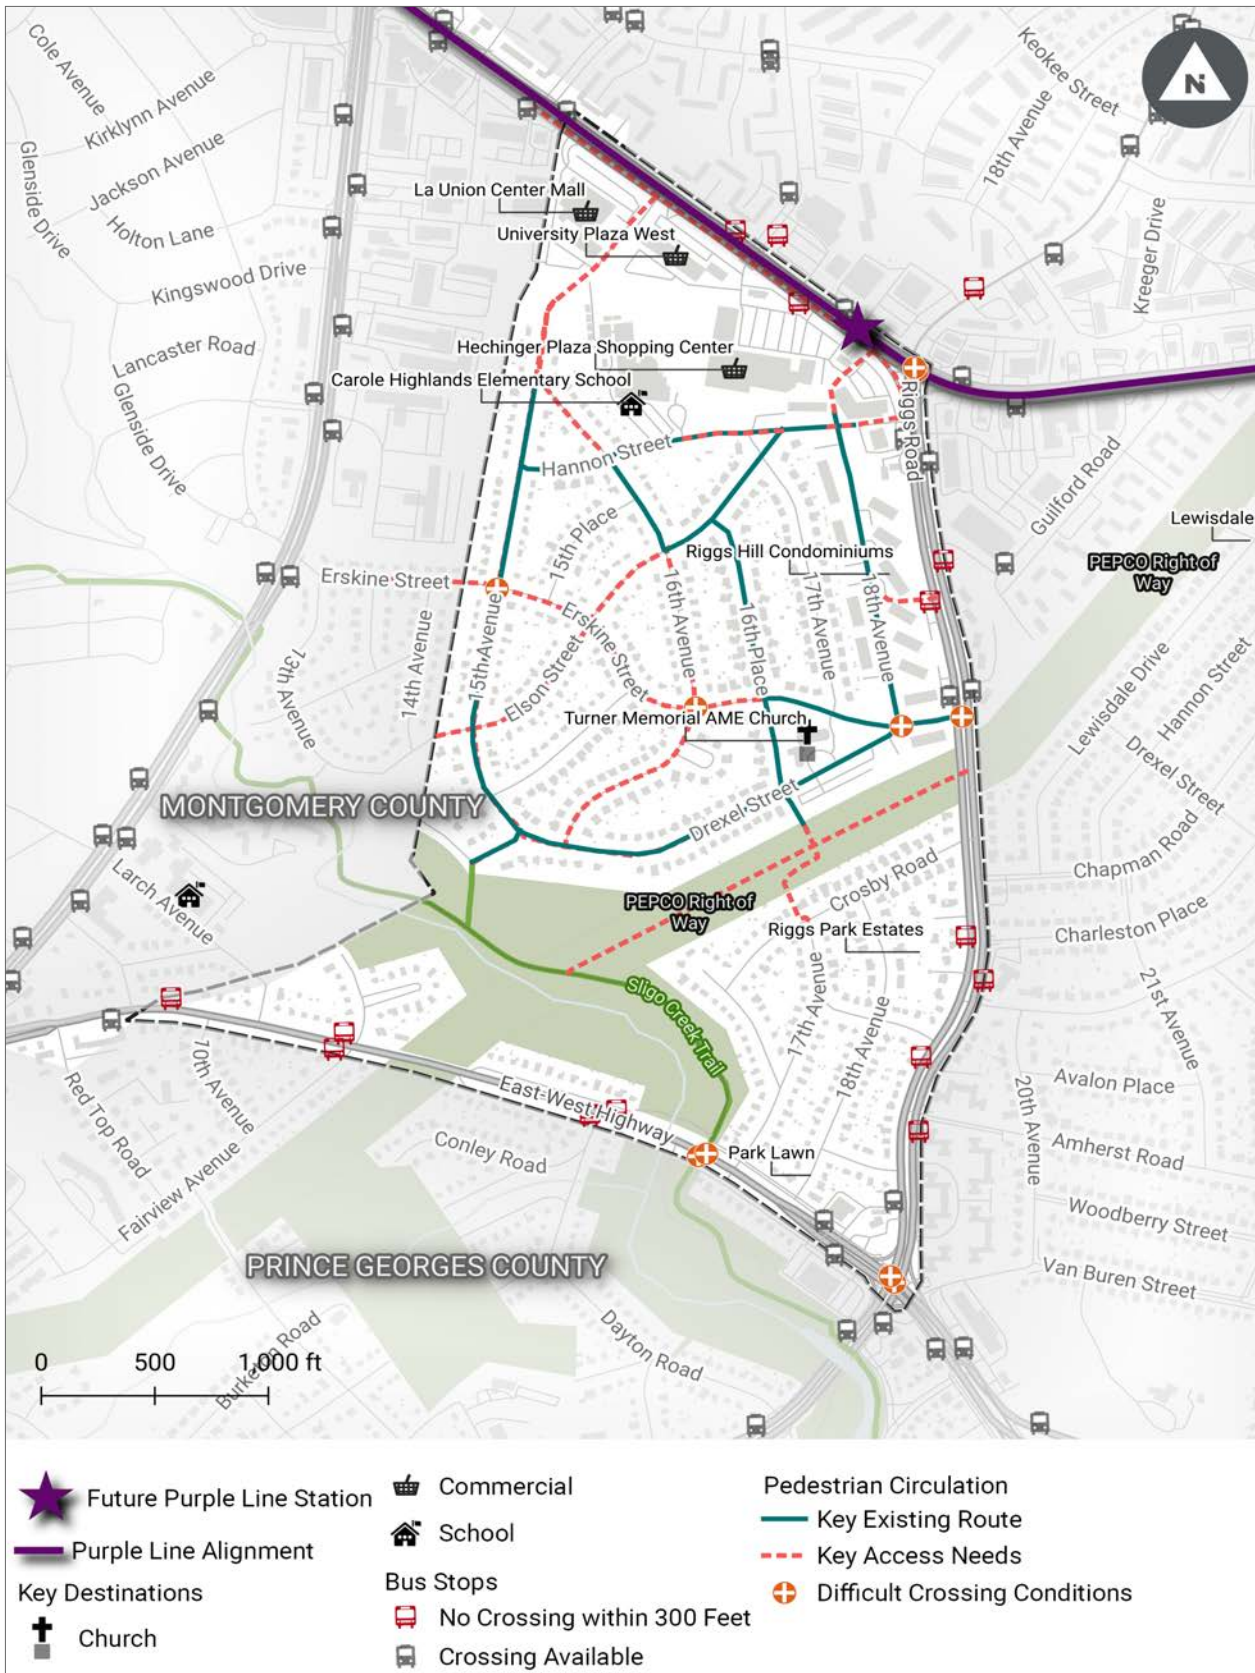 Cole Avenue
Kirklynn Avenue
Glenside Drive
Jackson Avenue
Holton Lane
Kingswood Drive
Lancaster Road
Glenside Drive
Keokee Street
18th Avenue
Kreeger Drive
N
La Union Center Mall
University Plaza West
Hechinger Plaza Shopping Center
Carole Highlands Elementary School
Riggs Road
Hannon Street
Guilford Road
Lewisdale
PEPCO Right of
Way
15th Place
Riggs Hill Condominiums
Erskine Street
15th Avenue
14th Avenue
13th Avenue
Elson Street
Erskine Street
16th Avenue
16th Place
17th Avenue
18th Avenue
Turner Memorial AME Church
Lewisdale Drive
Hannon Street
Drexel Street
Drexel Street
MONTGOMERY COUNTY
Larch Avenue
Chapman Road
Crosby Road
PEPCO Right of
Way
Riggs Park Estates
Charleston Place
21st Avenue
Sligo Creek Trail
17th Avenue
18th Avenue
20th Avenue
Avalon Place
Red Top Road
10th Avenue
East-West Highway
Conley Road
Park Lawn
Amherst Road
Fairview Avenue
Woodberry Street
PRINCE GEORGES COUNTY
Van Buren Street
Dayton Road
0 500 1,000 ft
Future Purple Line Station
Purple Line Alignment
Key Destinations
Church
Commercial
School
Bus Stops
No Crossing within 300 Feet
Crossing Available
Pedestrian Circulation
Key Existing Route
Key Access Needs
Difficult Crossing Conditions